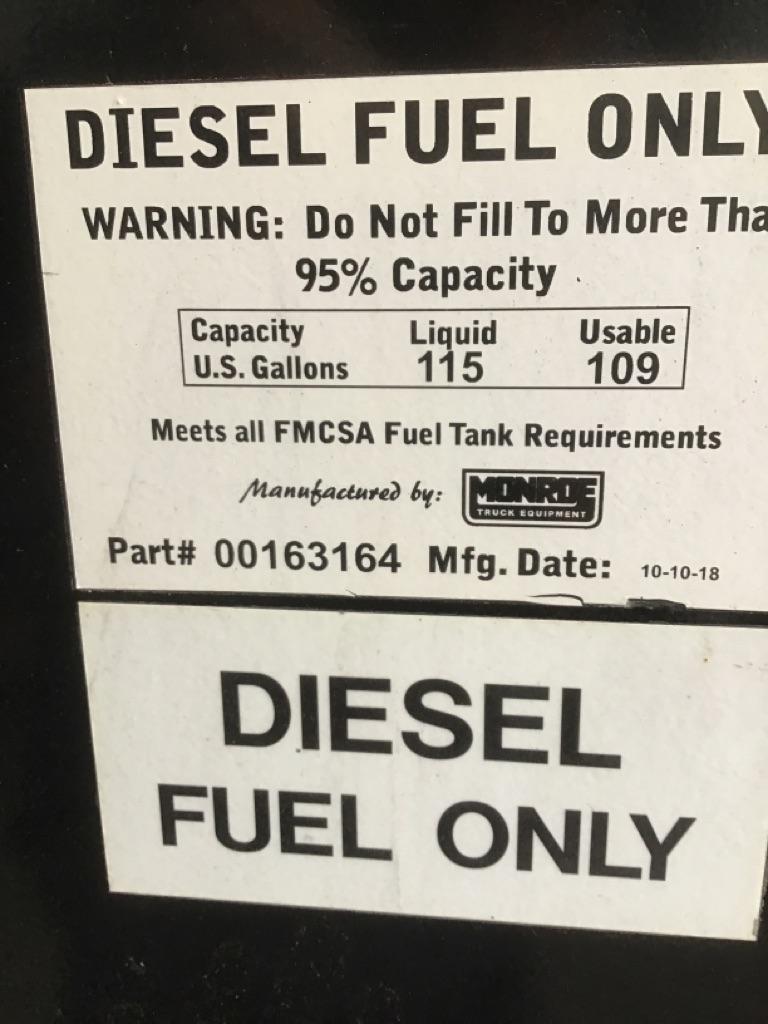 DIESEL FUEL ONLY
WARNING: Do Not Fill To More Tha
95% Capacity
Capacity Liquid Usable
U.S. Gallons 115 109
Meets all FMCSA Fuel Tank Requirements
Manufactured by: MONROE
TRUCK EQUIPMENT
Part# 00163164 Mfg. Date: 10-10-18
DIESEL
FUEL ONLY